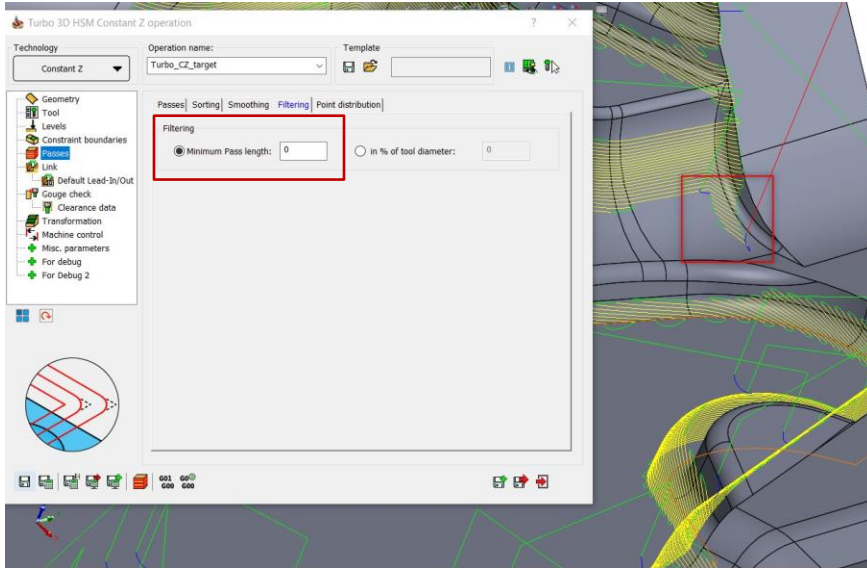 Turbo 3D HSM Constant Z operation
?
Technology
Constant Z
Operation name:
Turbo_CZ_target
Template
Geometry
Tool
Levels
Constraint boundaries
Passes
Link
Default Lead-In/Out
Gouge check
Clearance data
Transformation
Machine control
Misc. parameters
For debug
For Debug 2
Passes Sorting Smoothing Filtering Point distribution
Filtering
Minimum Pass length: 0 in % of tool diameter: 0
G01 G00
G00 G00